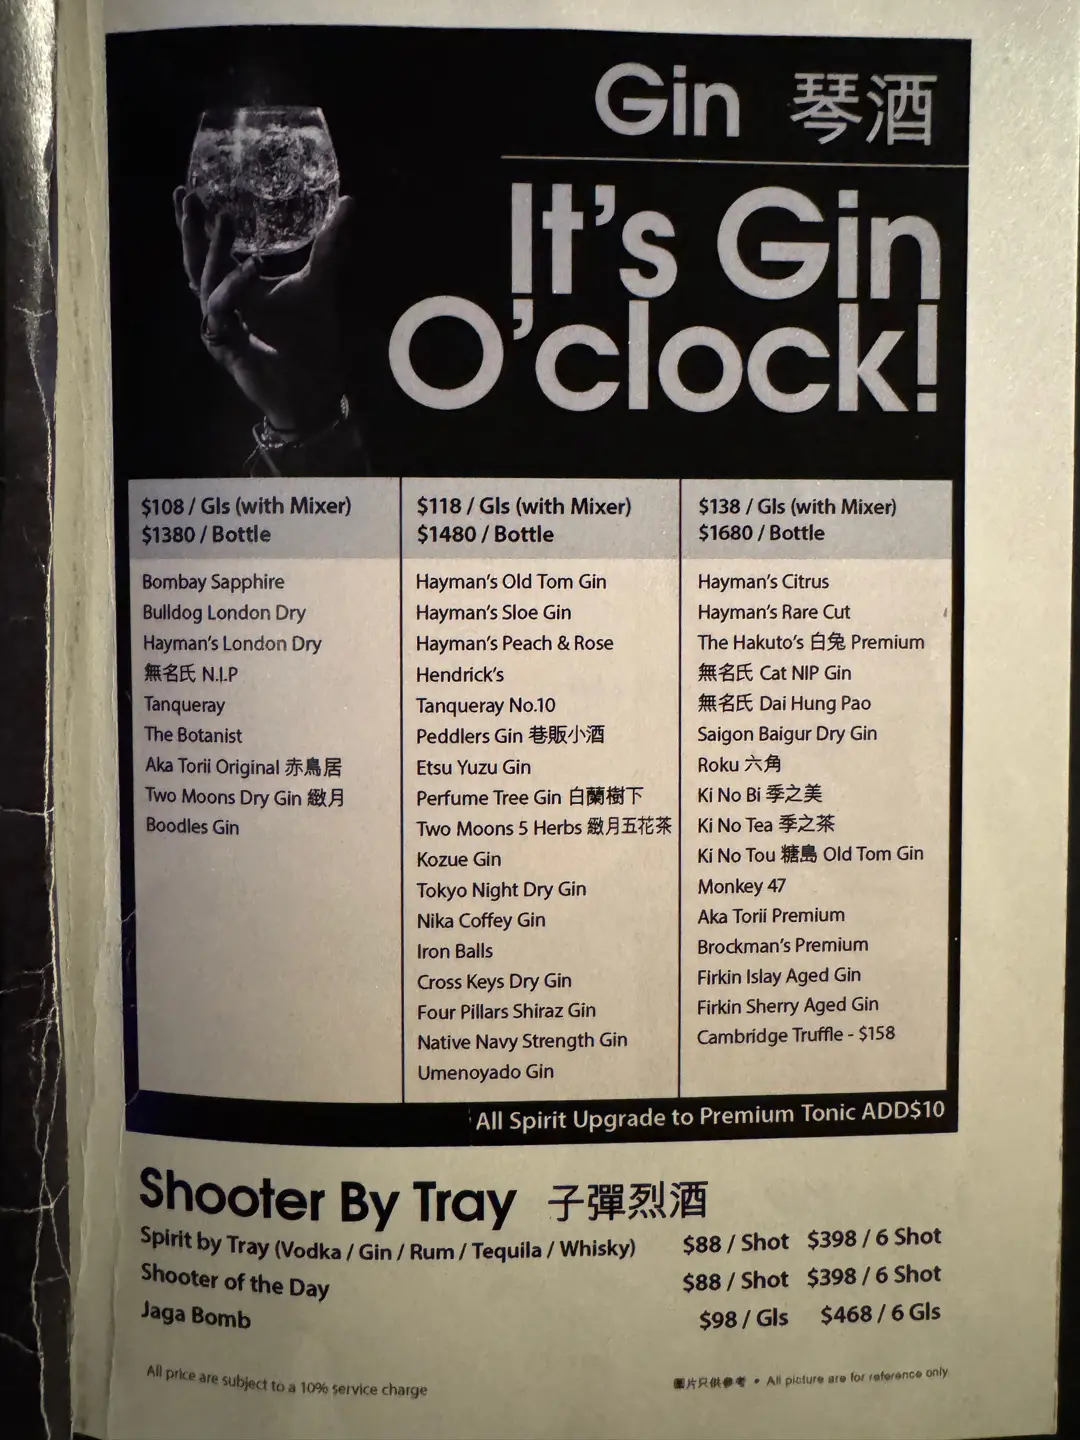 Gin 琴酒
It's Gin
O'clock!
$108 / Gls (with Mixer)
$1380 / Bottle
Bombay Sapphire
Bulldog London Dry
Hayman's London Dry
無名氏 N.I.P
Tanqueray
The Botanist
Aka Torii Original 赤鳥居
Two Moons Dry Gin 緻月
Boodles Gin
$118 / Gls (with Mixer)
$1480 / Bottle
Hayman's Old Tom Gin
Hayman's Sloe Gin
Hayman's Peach & Rose
Hendrick's
Tanqueray No.10
Peddlers Gin 巷販小酒
Etsu Yuzu Gin
Perfume Tree Gin 白蘭樹下
Two Moons 5 Herbs 緻月五花茶
Kozue Gin
Tokyo Night Dry Gin
Nika Coffey Gin
Iron Balls
Cross Keys Dry Gin
Four Pillars Shiraz Gin
Native Navy Strength Gin
Umenoyado Gin
$138 / Gls (with Mixer)
$1680 / Bottle
Hayman's Citrus
Hayman's Rare Cut
The Hakuto's 白兔 Premium
無名氏 Cat NIP Gin
無名氏 Dai Hung Pao
Saigon Baigur Dry Gin
Roku 六角
Ki No Bi 季之美
Ki No Tea 季之茶
Ki No Tou 糖島 Old Tom Gin
Monkey 47
Aka Torii Premium
Brockman's Premium
Firkin Islay Aged Gin
Firkin Sherry Aged Gin
Cambridge Truffle - $158
All Spirit Upgrade to Premium Tonic ADD$10
Shooter By Tray 子彈烈酒
Spirit by Tray (Vodka / Gin / Rum / Tequila / Whisky) $88 / Shot $398 / 6 Shot
Shooter of the Day $88 / Shot $398 / 6 Shot
Jaga Bomb $98 / Gls $468 / 6 Gls
All price are subject to a 10% service charge
圖片只供參考 • All picture are for reference only